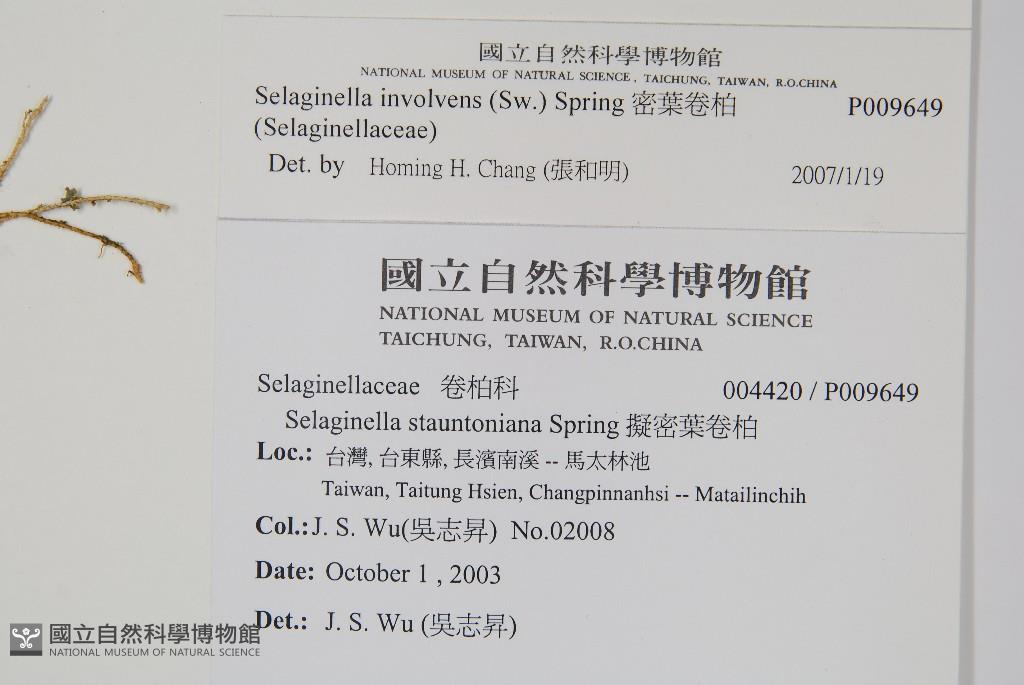 國立自然科學博物館
NATIONAL MUSEUM OF NATURAL SCIENCE, TAICHUNG, TAIWAN, R.O.CHINA
Selaginella involvens (Sw.) Spring 密葉卷柏 P009649
(Selaginellaceae)
Det. by Homing H. Chang (張和明) 2007/1/19
國立自然科學博物館
NATIONAL MUSEUM OF NATURAL SCIENCE
TAICHUNG, TAIWAN, R.O.CHINA
Selaginellaceae 卷柏科 004420 / P009649
Selaginella stauntoniana Spring 擬密葉卷柏
Loc.: 台灣, 台東縣, 長濱南溪 -- 馬太林池
Taiwan, Taitung Hsien, Changpinnanhsi -- Matailinchih
Col.: J. S. Wu(吳志昇) No.02008
Date: October 1 , 2003
Det.: J. S. Wu (吳志昇)
國立自然科學博物館
NATIONAL MUSEUM OF NATURAL SCIENCE